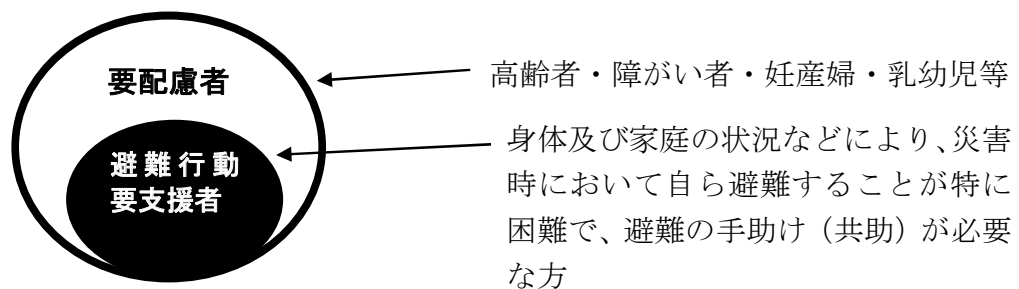 要配慮者
高齢者・障がい者・妊産婦・乳幼児等
避難行動
要支援者
身体及び家庭の状況などにより、災害
時において自ら避難することが特に
困難で、避難の手助け（共助）が必要
な方